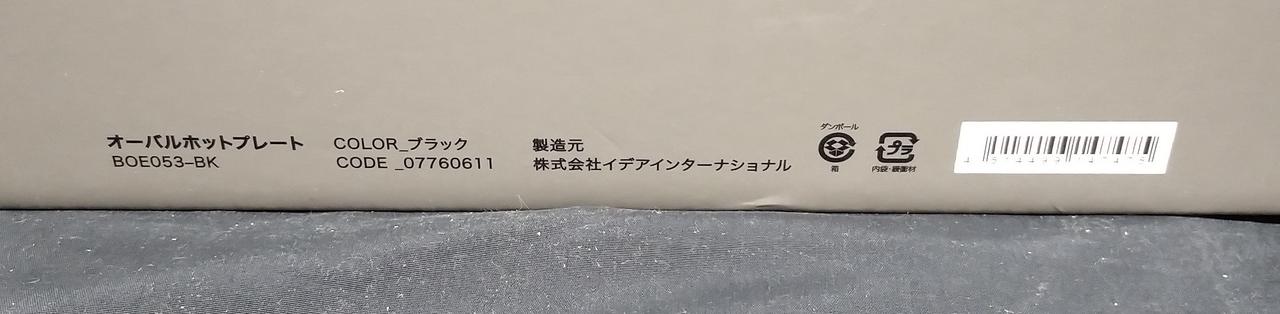 オーバルホットプレート
BOE053-BK
COLOR_ブラック
CODE _07760611
製造元
株式会社イデアインターナショナル
ダンボール
箱
プラ
内袋・緩衝材